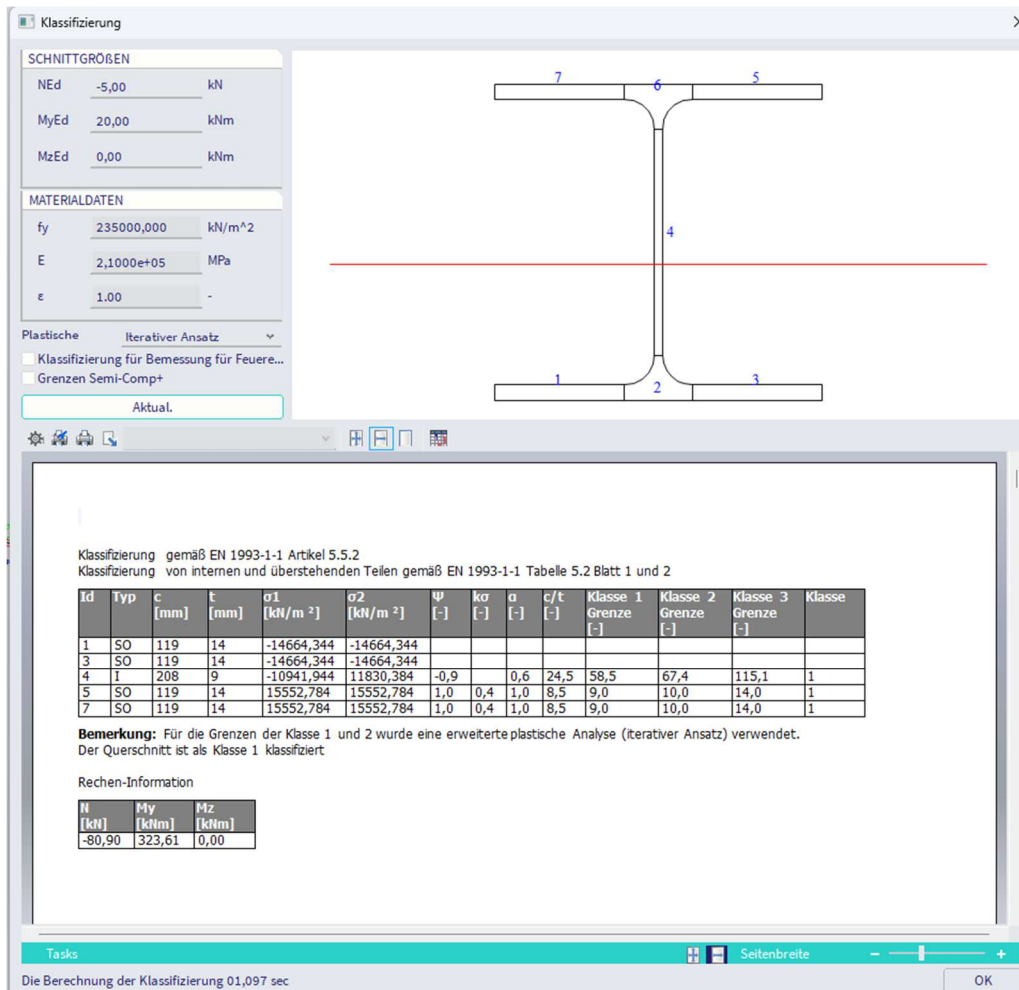 Klassifizierung
SCHNITTGRÖßEN
NEd -5,00 kN
MyEd 20,00 kNm
MzEd 0,00 kNm
MATERIALDATEN
fy 235000,000 kN/m^2
E 2,1000e+05 MPa
ε 1.00 -
Plastische Iterativer Ansatz
Klassifizierung für Bemessung für Feuere...
Grenzen Semi-Comp+
Aktual.
7 6 5
4
1 2 3
Klassifizierung gemäß EN 1993-1-1 Artikel 5.5.2
Klassifizierung von internen und überstehenden Teilen gemäß EN 1993-1-1 Tabelle 5.2 Blatt 1 und 2
Id Typ c t σ1 σ2 Ψ kσ α c/t Klasse 1 Klasse 2 Klasse 3 Klasse
[mm] [mm] [kN/m ²] [kN/m ²] [-] [-] [-] [-] Grenze Grenze Grenze
[-] [-] [-]
1 SO 119 14 -14664,344 -14664,344
3 SO 119 14 -14664,344 -14664,344
4 I 208 9 -10941,944 11830,384 -0,9 0,6 24,5 58,5 67,4 115,1 1
5 SO 119 14 15552,784 15552,784 1,0 0,4 1,0 8,5 9,0 10,0 14,0 1
7 SO 119 14 15552,784 15552,784 1,0 0,4 1,0 8,5 9,0 10,0 14,0 1
Bemerkung: Für die Grenzen der Klasse 1 und 2 wurde eine erweiterte plastische Analyse (iterativer Ansatz) verwendet.
Der Querschnitt ist als Klasse 1 klassifiziert
Rechen-Information
N My Mz
[kN] [kNm] [kNm]
-80,90 323,61 0,00
Tasks Seitenbreite
Die Berechnung der Klassifizierung 01,097 sec OK